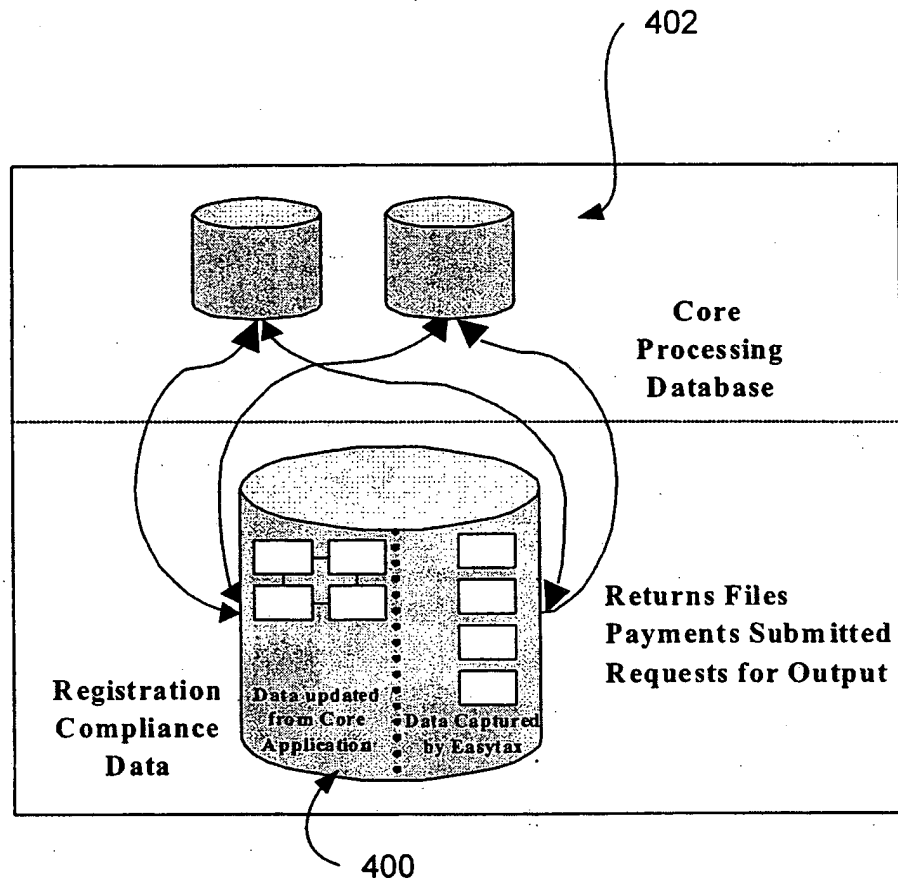 402
Core
Processing
Database
Returns Files
Payments Submitted
Requests for Output
Registration
Compliance
Data
Data updated
from Core
Application
Data Captured
by Easytax
400